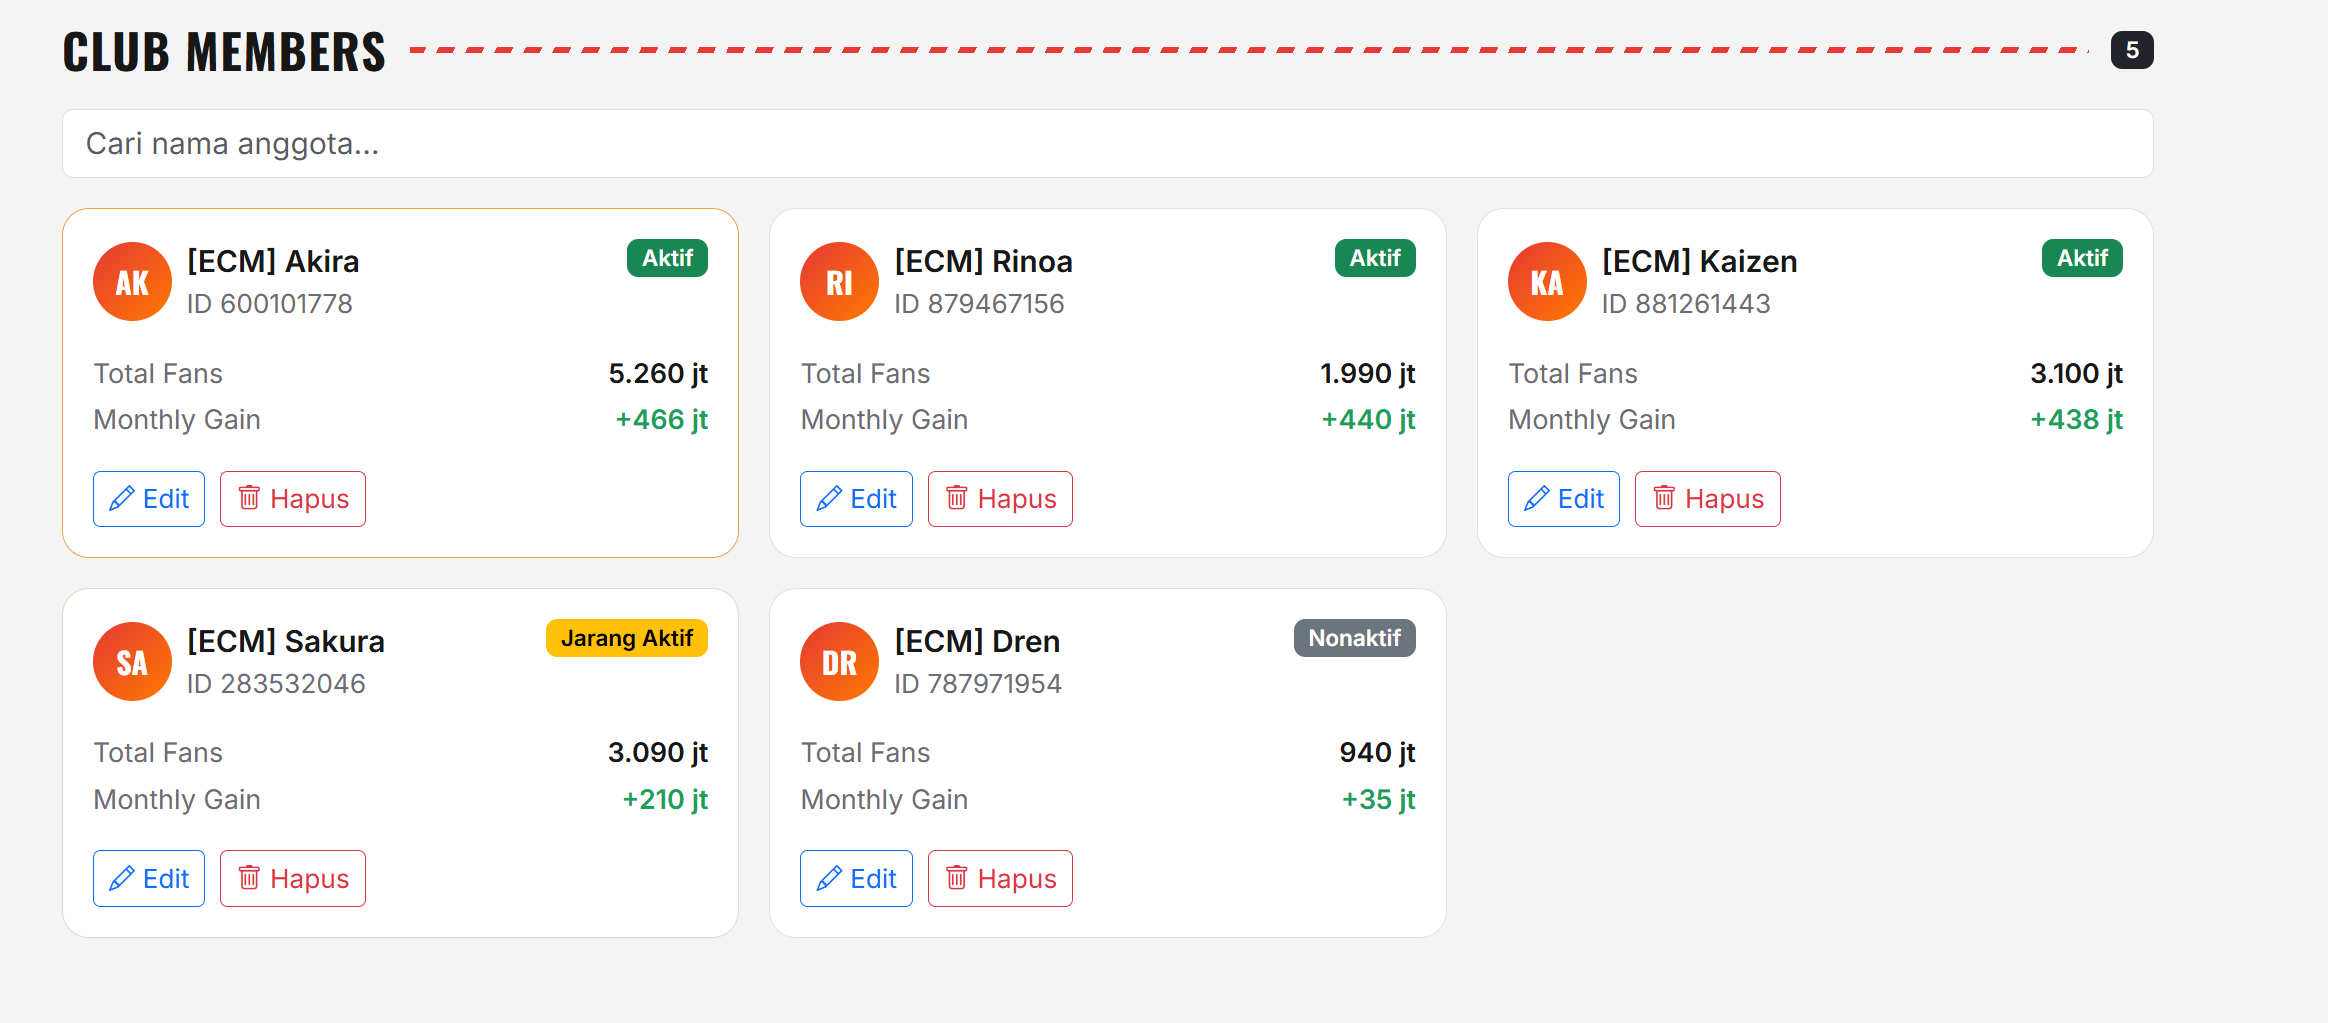 CLUB MEMBERS 5
Cari nama anggota...
AK [ECM] Akira Aktif
ID 600101778
Total Fans 5.260 jt
Monthly Gain +466 jt
Edit Hapus
RI [ECM] Rinoa Aktif
ID 879467156
Total Fans 1.990 jt
Monthly Gain +440 jt
Edit Hapus
KA [ECM] Kaizen Aktif
ID 881261443
Total Fans 3.100 jt
Monthly Gain +438 jt
Edit Hapus
SA [ECM] Sakura Jarang Aktif
ID 283532046
Total Fans 3.090 jt
Monthly Gain +210 jt
Edit Hapus
DR [ECM] Dren Nonaktif
ID 787971954
Total Fans 940 jt
Monthly Gain +35 jt
Edit Hapus